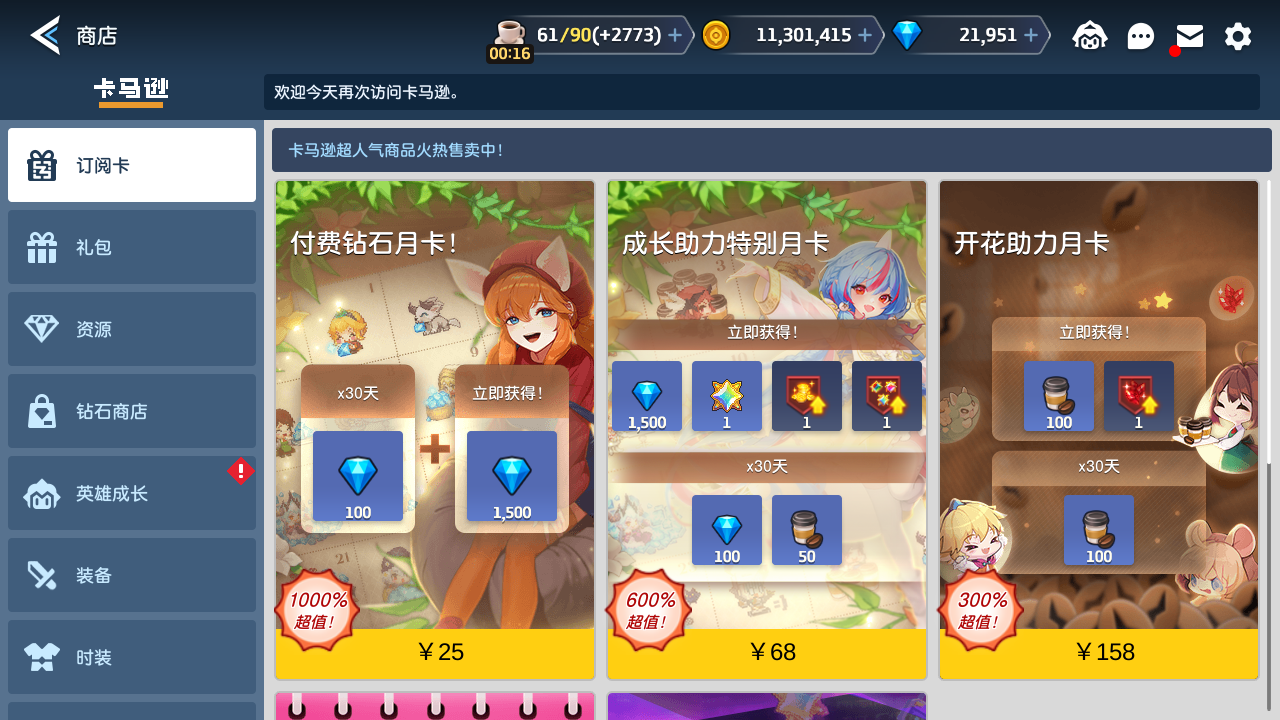 商店
61/90(+2773)
00:16
11,301,415
21,951
卡马逊
欢迎今天再次访问卡马逊。
订阅卡
礼包
资源
钻石商店
英雄成长
装备
时装
卡马逊超人气商品火热售卖中!
付费钻石月卡!
x30天
立即获得!
100
1,500
1000%
超值!
¥25
成长助力特别月卡
立即获得!
1,500
1
1
1
x30天
100
50
600%
超值!
¥68
开花助力月卡
立即获得!
100
1
x30天
100
300%
超值!
¥158